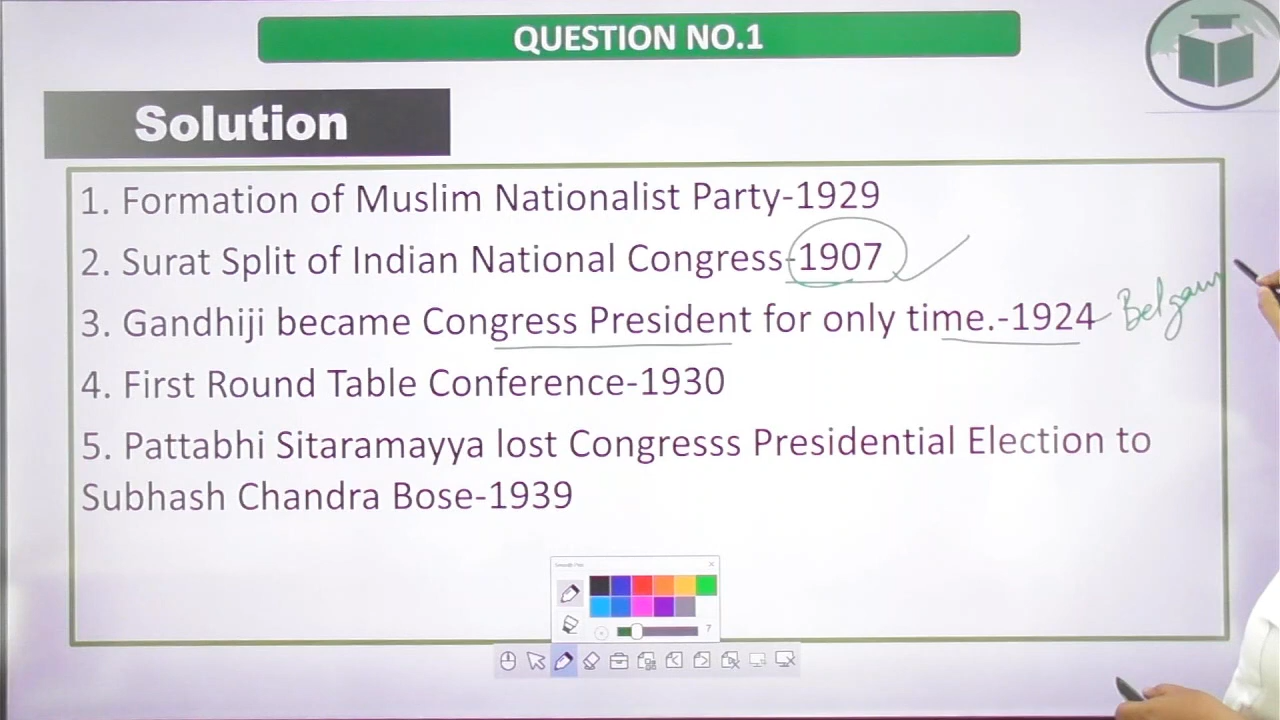 QUESTION NO.1
Solution
1. Formation of Muslim Nationalist Party-1929
2. Surat Split of Indian National Congress-1907
3. Gandhiji became Congress President for only time.-1924 - Belgaum
4. First Round Table Conference-1930
5. Pattabhi Sitaramayya lost Congresss Presidential Election to
Subhash Chandra Bose-1939
7